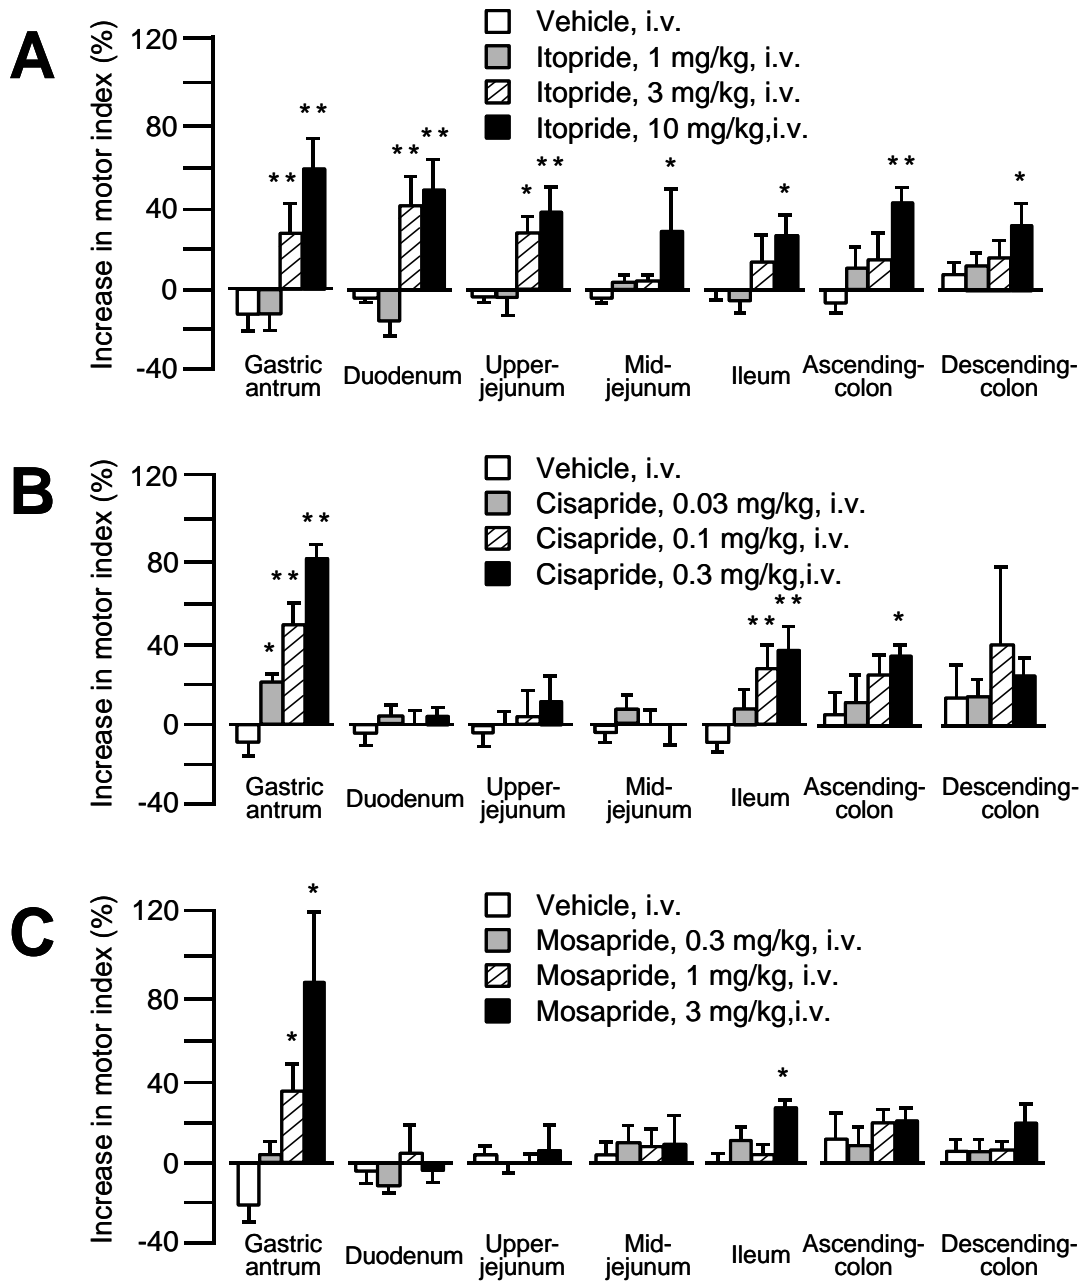 A
Increase in motor index (%)
120
80
40
0
-40
Vehicle, i.v.
Itopride, 1 mg/kg, i.v.
Itopride, 3 mg/kg, i.v.
Itopride, 10 mg/kg,i.v.
** ** ** ** * ** * * ** *
Gastric antrum
Duodenum
Upper-jejunum
Mid-jejunum
Ileum
Ascending-colon
Descending-colon
B
Increase in motor index (%)
120
80
40
0
-40
Vehicle, i.v.
Cisapride, 0.03 mg/kg, i.v.
Cisapride, 0.1 mg/kg, i.v.
Cisapride, 0.3 mg/kg,i.v.
* ** ** ** ** *
Gastric antrum
Duodenum
Upper-jejunum
Mid-jejunum
Ileum
Ascending-colon
Descending-colon
C
Increase in motor index (%)
120
80
40
0
-40
Vehicle, i.v.
Mosapride, 0.3 mg/kg, i.v.
Mosapride, 1 mg/kg, i.v.
Mosapride, 3 mg/kg,i.v.
* * *
Gastric antrum
Duodenum
Upper-jejunum
Mid-jejunum
Ileum
Ascending-colon
Descending-colon